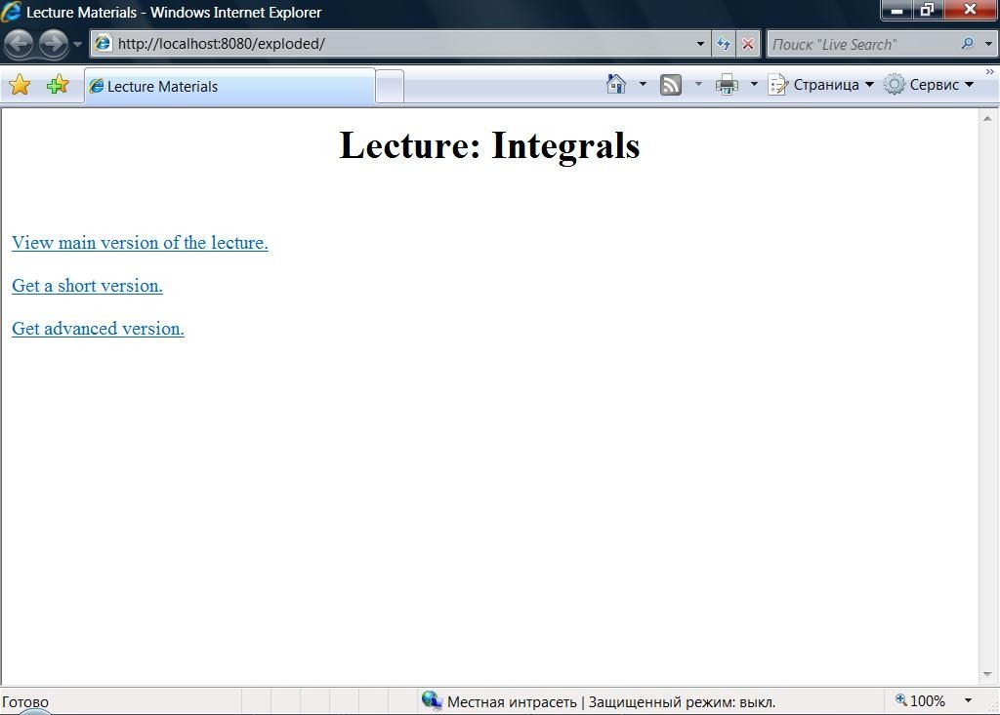 Lecture Materials - Windows Internet Explorer
http://localhost:8080/exploded/
Поиск "Live Search"
Lecture Materials
Страница
Сервис
Lecture: Integrals
View main version of the lecture.
Get a short version.
Get advanced version.
Готово
Местная интрасеть | Защищенный режим: выкл.
100%